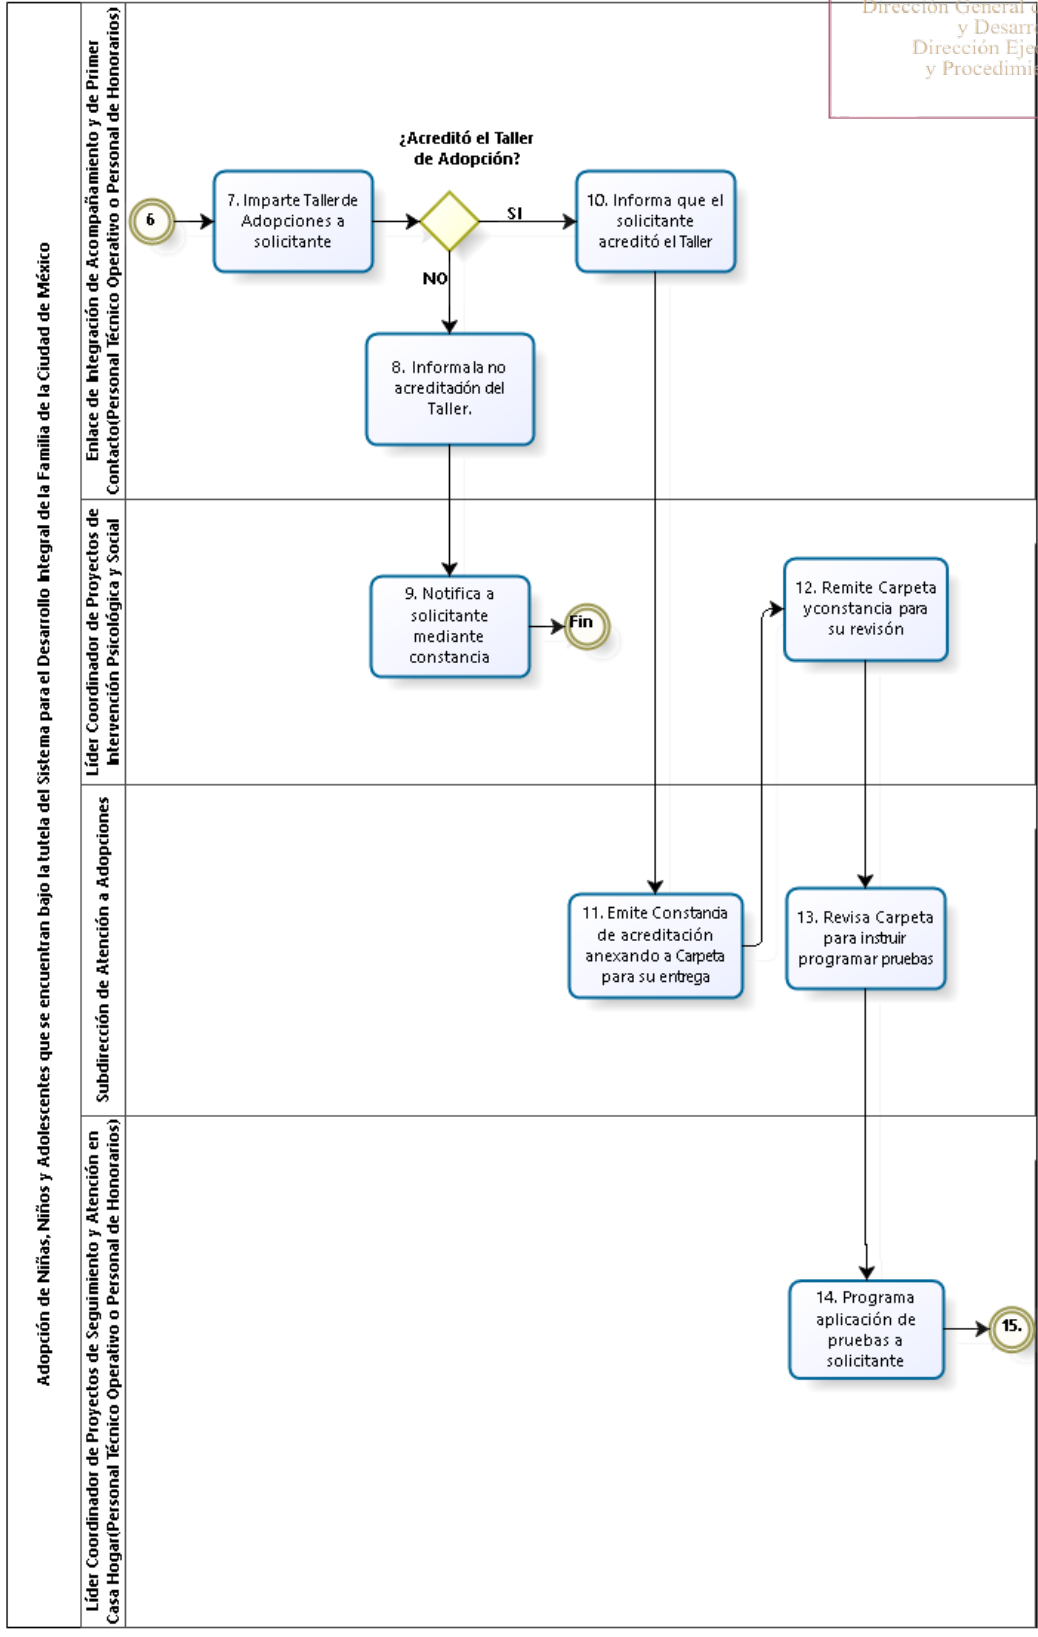 Dirección General
y Desarr
Dirección Eje
y Procedimi
Adopción de Niñas, Niños y Adolescentes que se encuentran bajo la tutela del Sistema para el Desarrollo Integral de la Familia de la Ciudad de México
Enlace de Integración de Acompañamiento y de Primer
Contacto(Personal Técnico Operativo o Personal de Honorarios)
6
7. Imparte Taller de
Adopciones a
solicitante
¿Acreditó el Taller
de Adopción?
SI
NO
10. Informa que el
solicitante
acreditó el Taller
8. Informa la no
acreditación del
Taller.
Líder Coordinador de Proyectos de
Intervención Psicológica y Social
9. Notifica a
solicitante
mediante
constancia
Fin
12. Remite Carpeta
y constancia para
su revisón
Subdirección de Atención a Adopciones
11. Emite Constancia
de acreditación
anexando a Carpeta
para su entrega
13. Revisa Carpeta
para instruir
programar pruebas
Líder Coordinador de Proyectos de Seguimiento y Atención en
Casa Hogar(Personal Técnico Operativo o Personal de Honorarios)
14. Programa
aplicación de
pruebas a
solicitante
15.